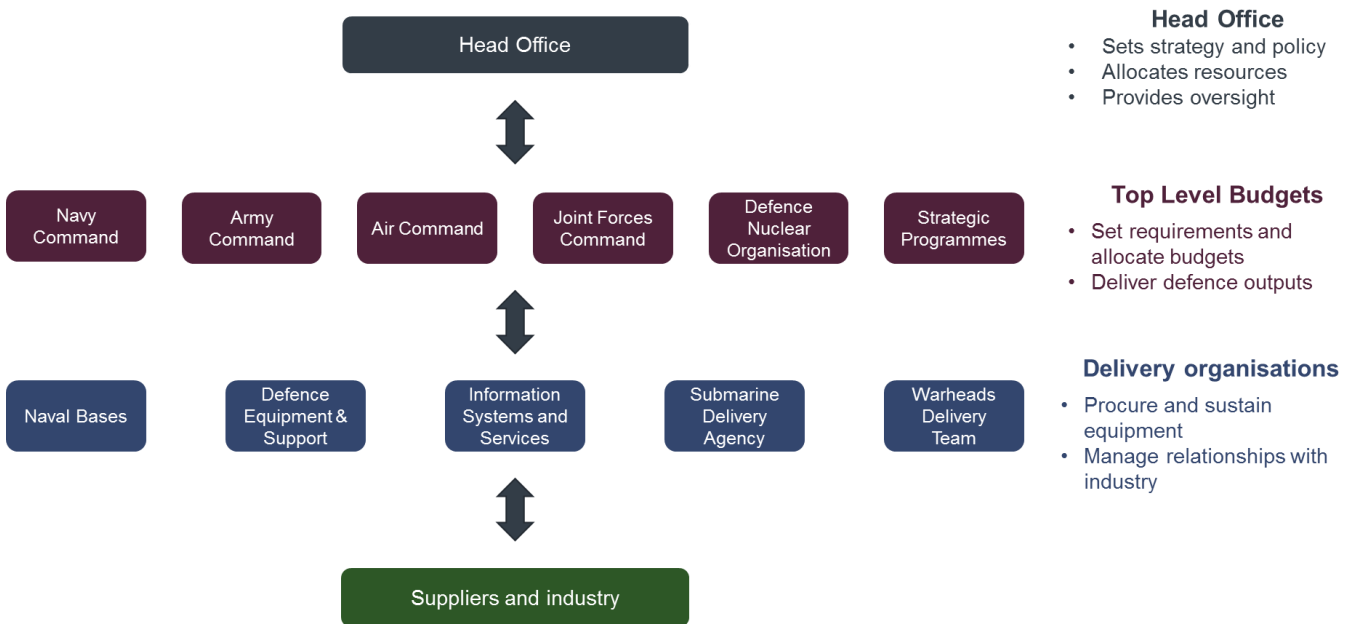 Head Office
Head Office
• Sets strategy and policy
• Allocates resources
• Provides oversight
Navy
Command
Army
Command
Air Command
Joint Forces
Command
Defence
Nuclear
Organisation
Strategic
Programmes
Top Level Budgets
• Set requirements and
allocate budgets
• Deliver defence outputs
Naval Bases
Defence
Equipment &
Support
Information
Systems and
Services
Submarine
Delivery
Agency
Warheads
Delivery
Team
Delivery organisations
• Procure and sustain
equipment
• Manage relationships with
industry
Suppliers and industry